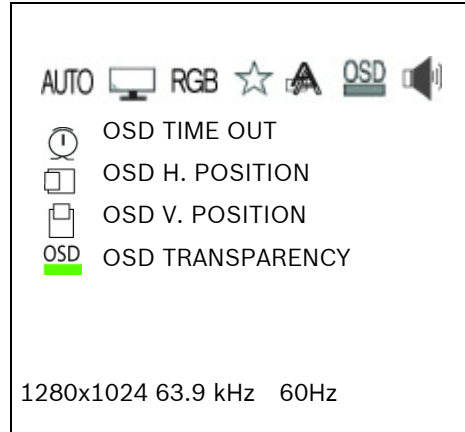 AUTO RGB A OSD
OSD TIME OUT
OSD H. POSITION
OSD V. POSITION
OSD OSD TRANSPARENCY
1280x1024 63.9 kHz 60Hz